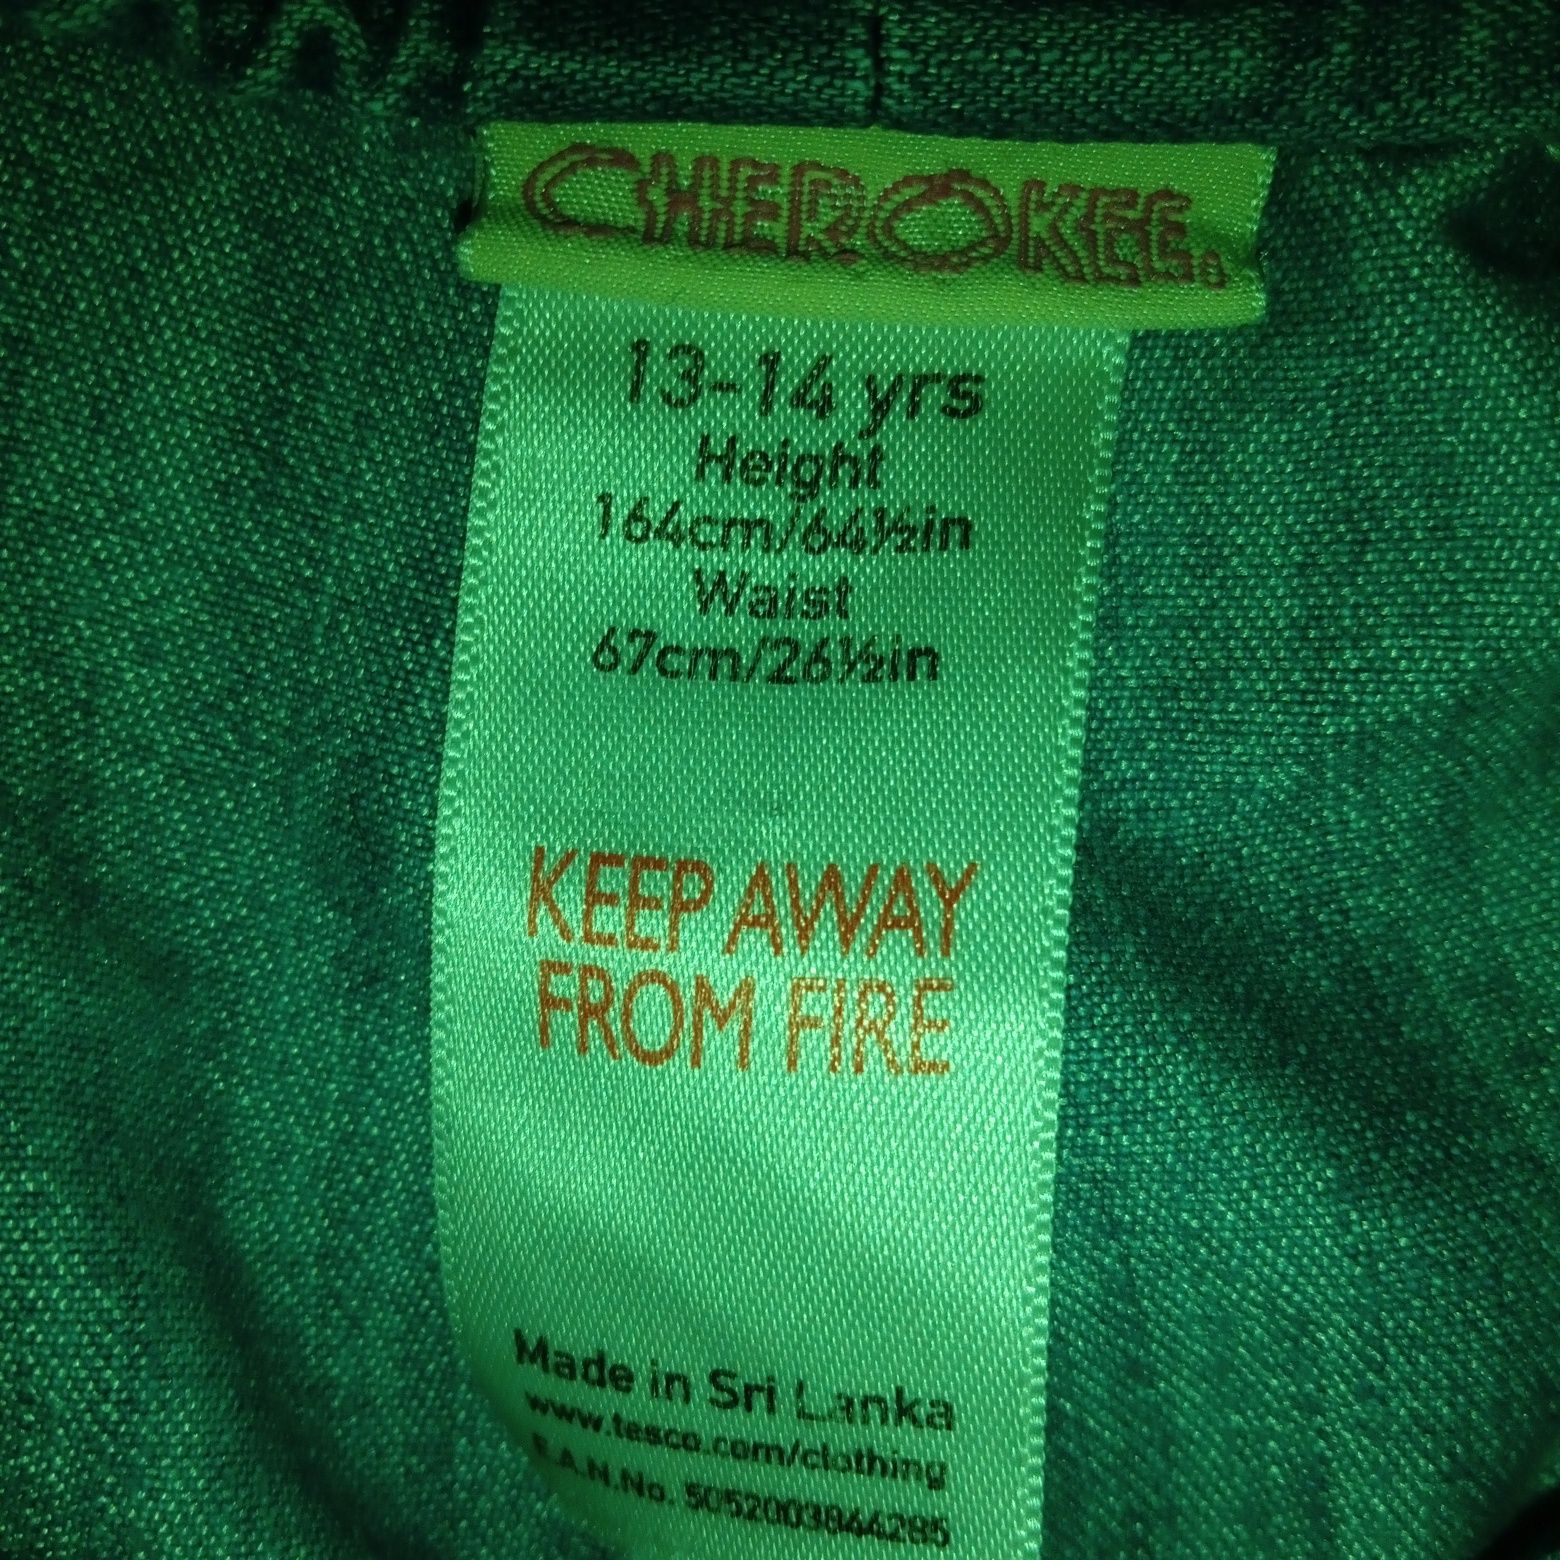 CHEROKEE.
13-14 yrs
Height
164cm/64½in
Waist
67cm/26½in
KEEP AWAY
FROM FIRE
Made in Sri Lanka
www.tesco.com/clothing
E.A.N.No. 5052003844285